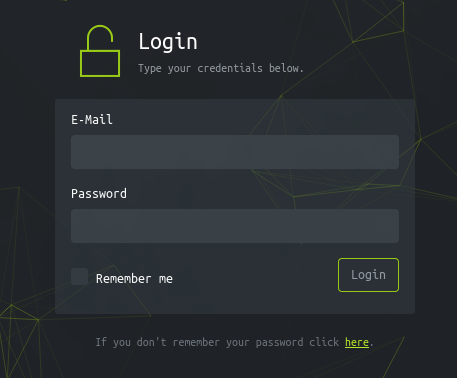 Login
Type your credentials below.
E-Mail
Password
Remember me
Login
If you don't remember your password click here.